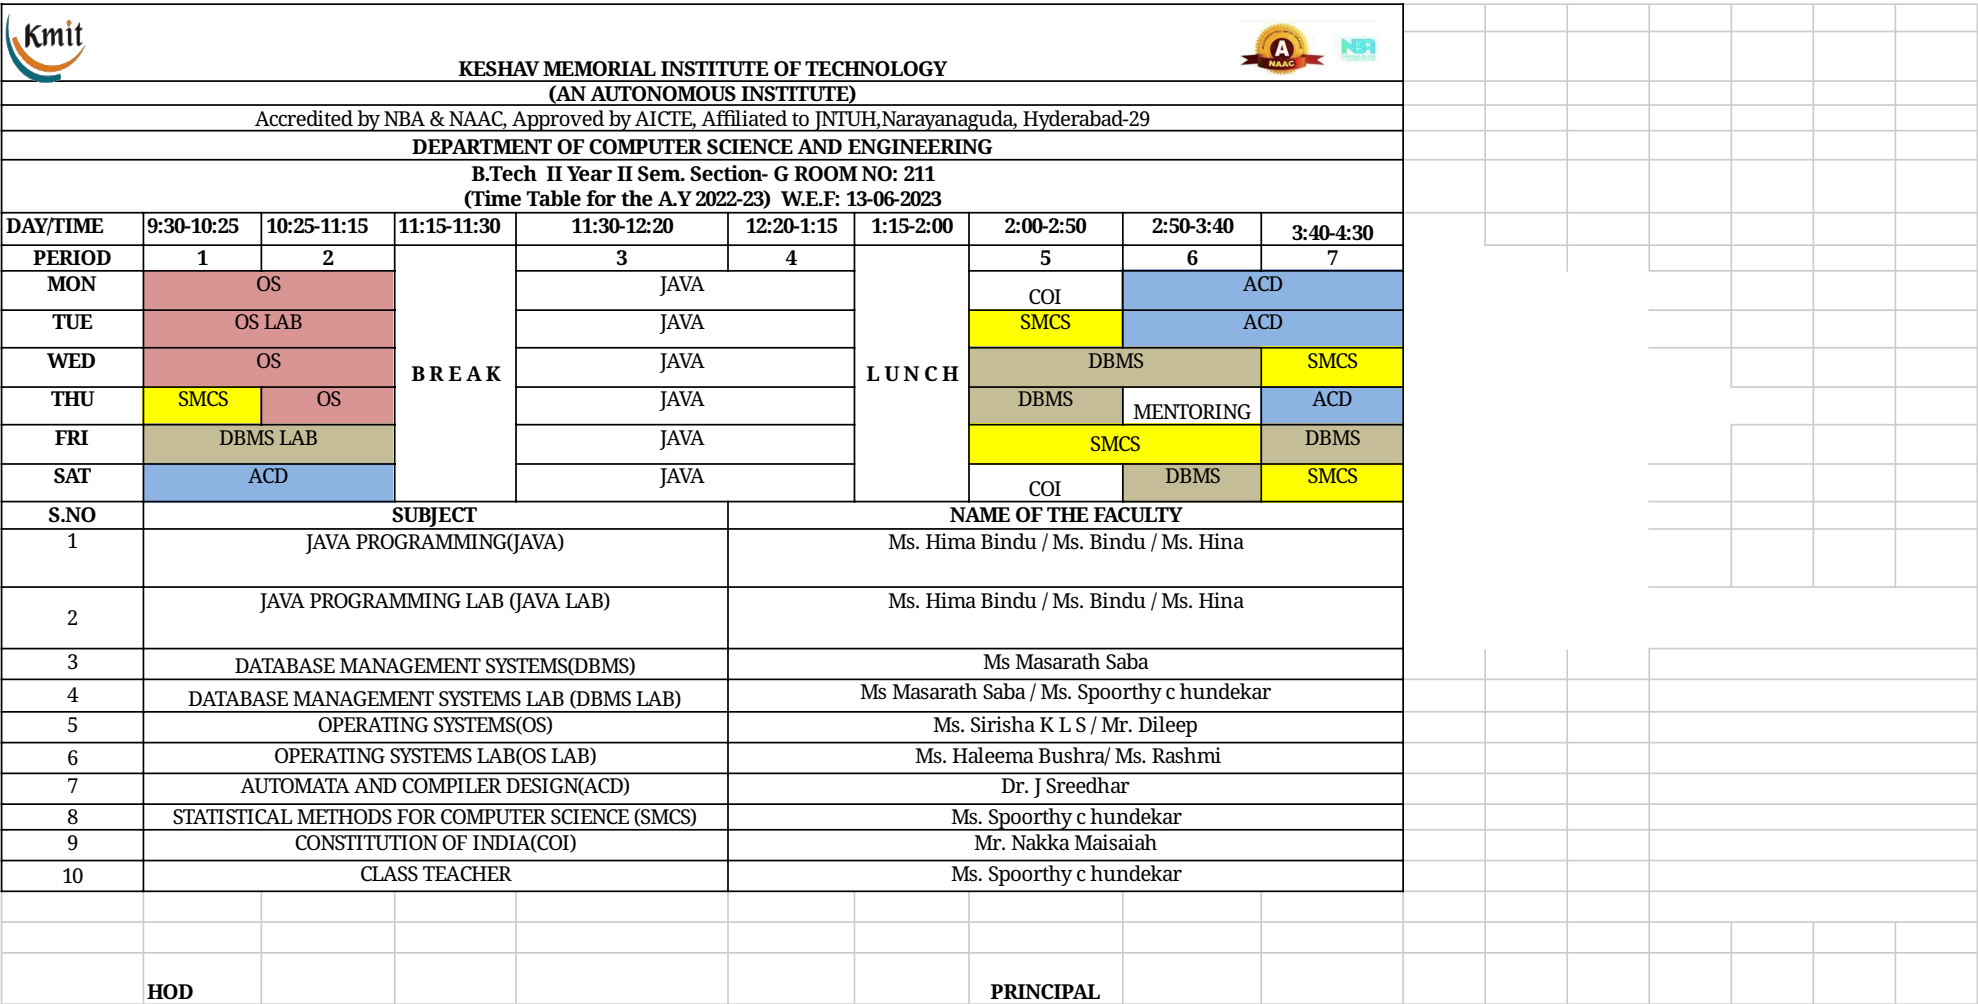 Kmit
A
NAAC
NBA
KESHAV MEMORIAL INSTITUTE OF TECHNOLOGY
(AN AUTONOMOUS INSTITUTE)
Accredited by NBA & NAAC, Approved by AICTE, Affiliated to JNTUH,Narayanaguda, Hyderabad-29
DEPARTMENT OF COMPUTER SCIENCE AND ENGINEERING
B.Tech II Year II Sem. Section- G ROOM NO: 211
(Time Table for the A.Y 2022-23) W.E.F: 13-06-2023
DAY/TIME 9:30-10:25 10:25-11:15 11:15-11:30 11:30-12:20 12:20-1:15 1:15-2:00 2:00-2:50 2:50-3:40 3:40-4:30
PERIOD 1 2 3 4 5 6 7
MON OS JAVA COI ACD
TUE OS LAB JAVA SMCS ACD
WED OS B R E A K JAVA L U N C H DBMS SMCS
THU SMCS OS JAVA DBMS MENTORING ACD
FRI DBMS LAB JAVA SMCS DBMS
SAT ACD JAVA COI DBMS SMCS
S.NO SUBJECT NAME OF THE FACULTY
1 JAVA PROGRAMMING(JAVA) Ms. Hima Bindu / Ms. Bindu / Ms. Hina
2 JAVA PROGRAMMING LAB (JAVA LAB) Ms. Hima Bindu / Ms. Bindu / Ms. Hina
3 DATABASE MANAGEMENT SYSTEMS(DBMS) Ms Masarath Saba
4 DATABASE MANAGEMENT SYSTEMS LAB (DBMS LAB) Ms Masarath Saba / Ms. Spoorthy c hundekar
5 OPERATING SYSTEMS(OS) Ms. Sirisha K L S / Mr. Dileep
6 OPERATING SYSTEMS LAB(OS LAB) Ms. Haleema Bushra/ Ms. Rashmi
7 AUTOMATA AND COMPILER DESIGN(ACD) Dr. J Sreedhar
8 STATISTICAL METHODS FOR COMPUTER SCIENCE (SMCS) Ms. Spoorthy c hundekar
9 CONSTITUTION OF INDIA(COI) Mr. Nakka Maisaiah
10 CLASS TEACHER Ms. Spoorthy c hundekar
HOD PRINCIPAL